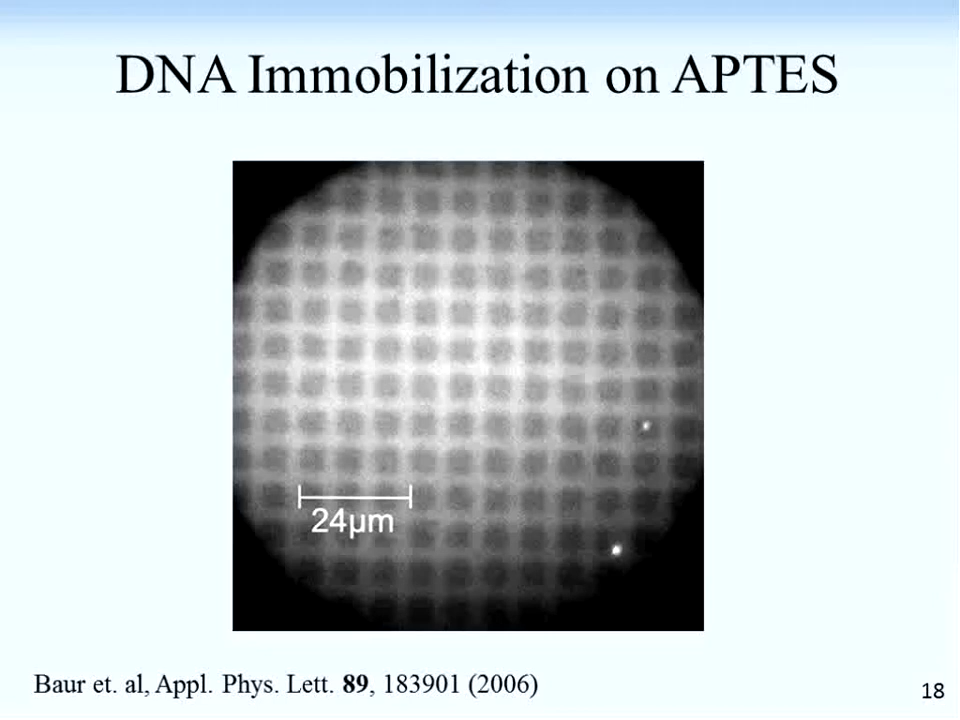 DNA Immobilization on APTES
24µm
Baur et. al, Appl. Phys. Lett. 89, 183901 (2006)
18